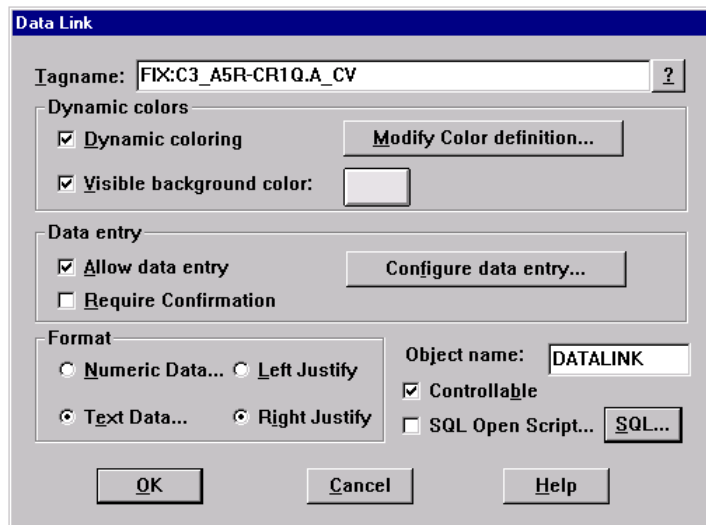 Data Link
Tagname: FIX:C3_A5R-CR1Q.A_CV ?
Dynamic colors
Dynamic coloring Modify Color definition...
Visible background color:
Data entry
Allow data entry Configure data entry...
Require Confirmation
Format
Numeric Data... Left Justify
Text Data... Right Justify
Object name: DATALINK
Controllable
SQL Open Script... SQL...
OK Cancel Help